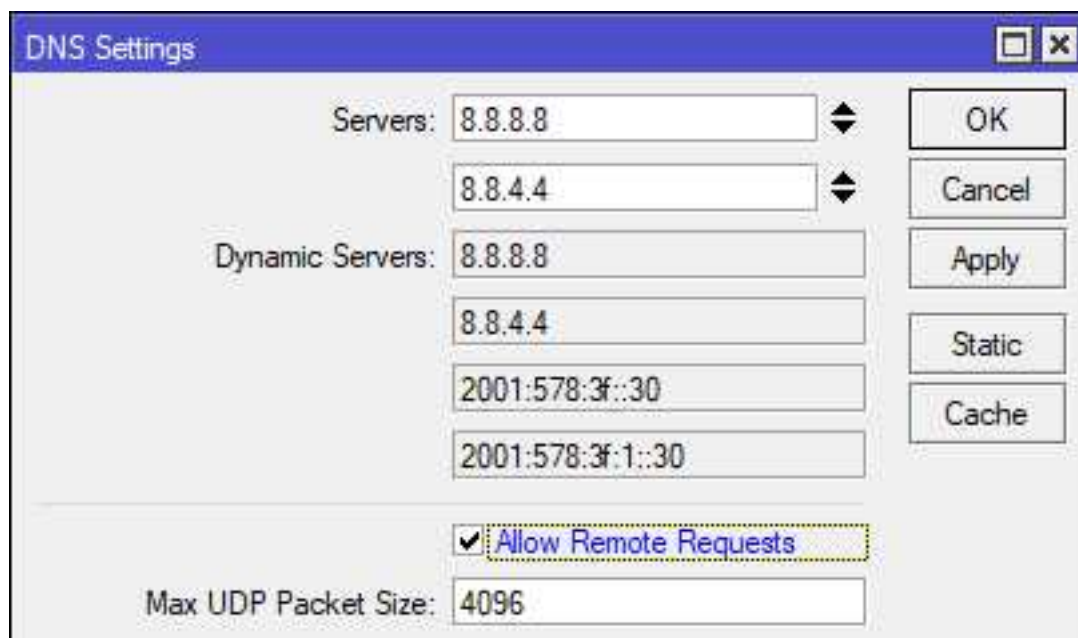 DNS Settings
Servers: 8.8.8.8 OK
8.8.4.4 Cancel
Dynamic Servers: 8.8.8.8 Apply
8.8.4.4
Static
2001:578:3f::30
Cache
2001:578:3f:1::30
Allow Remote Requests
Max UDP Packet Size: 4096